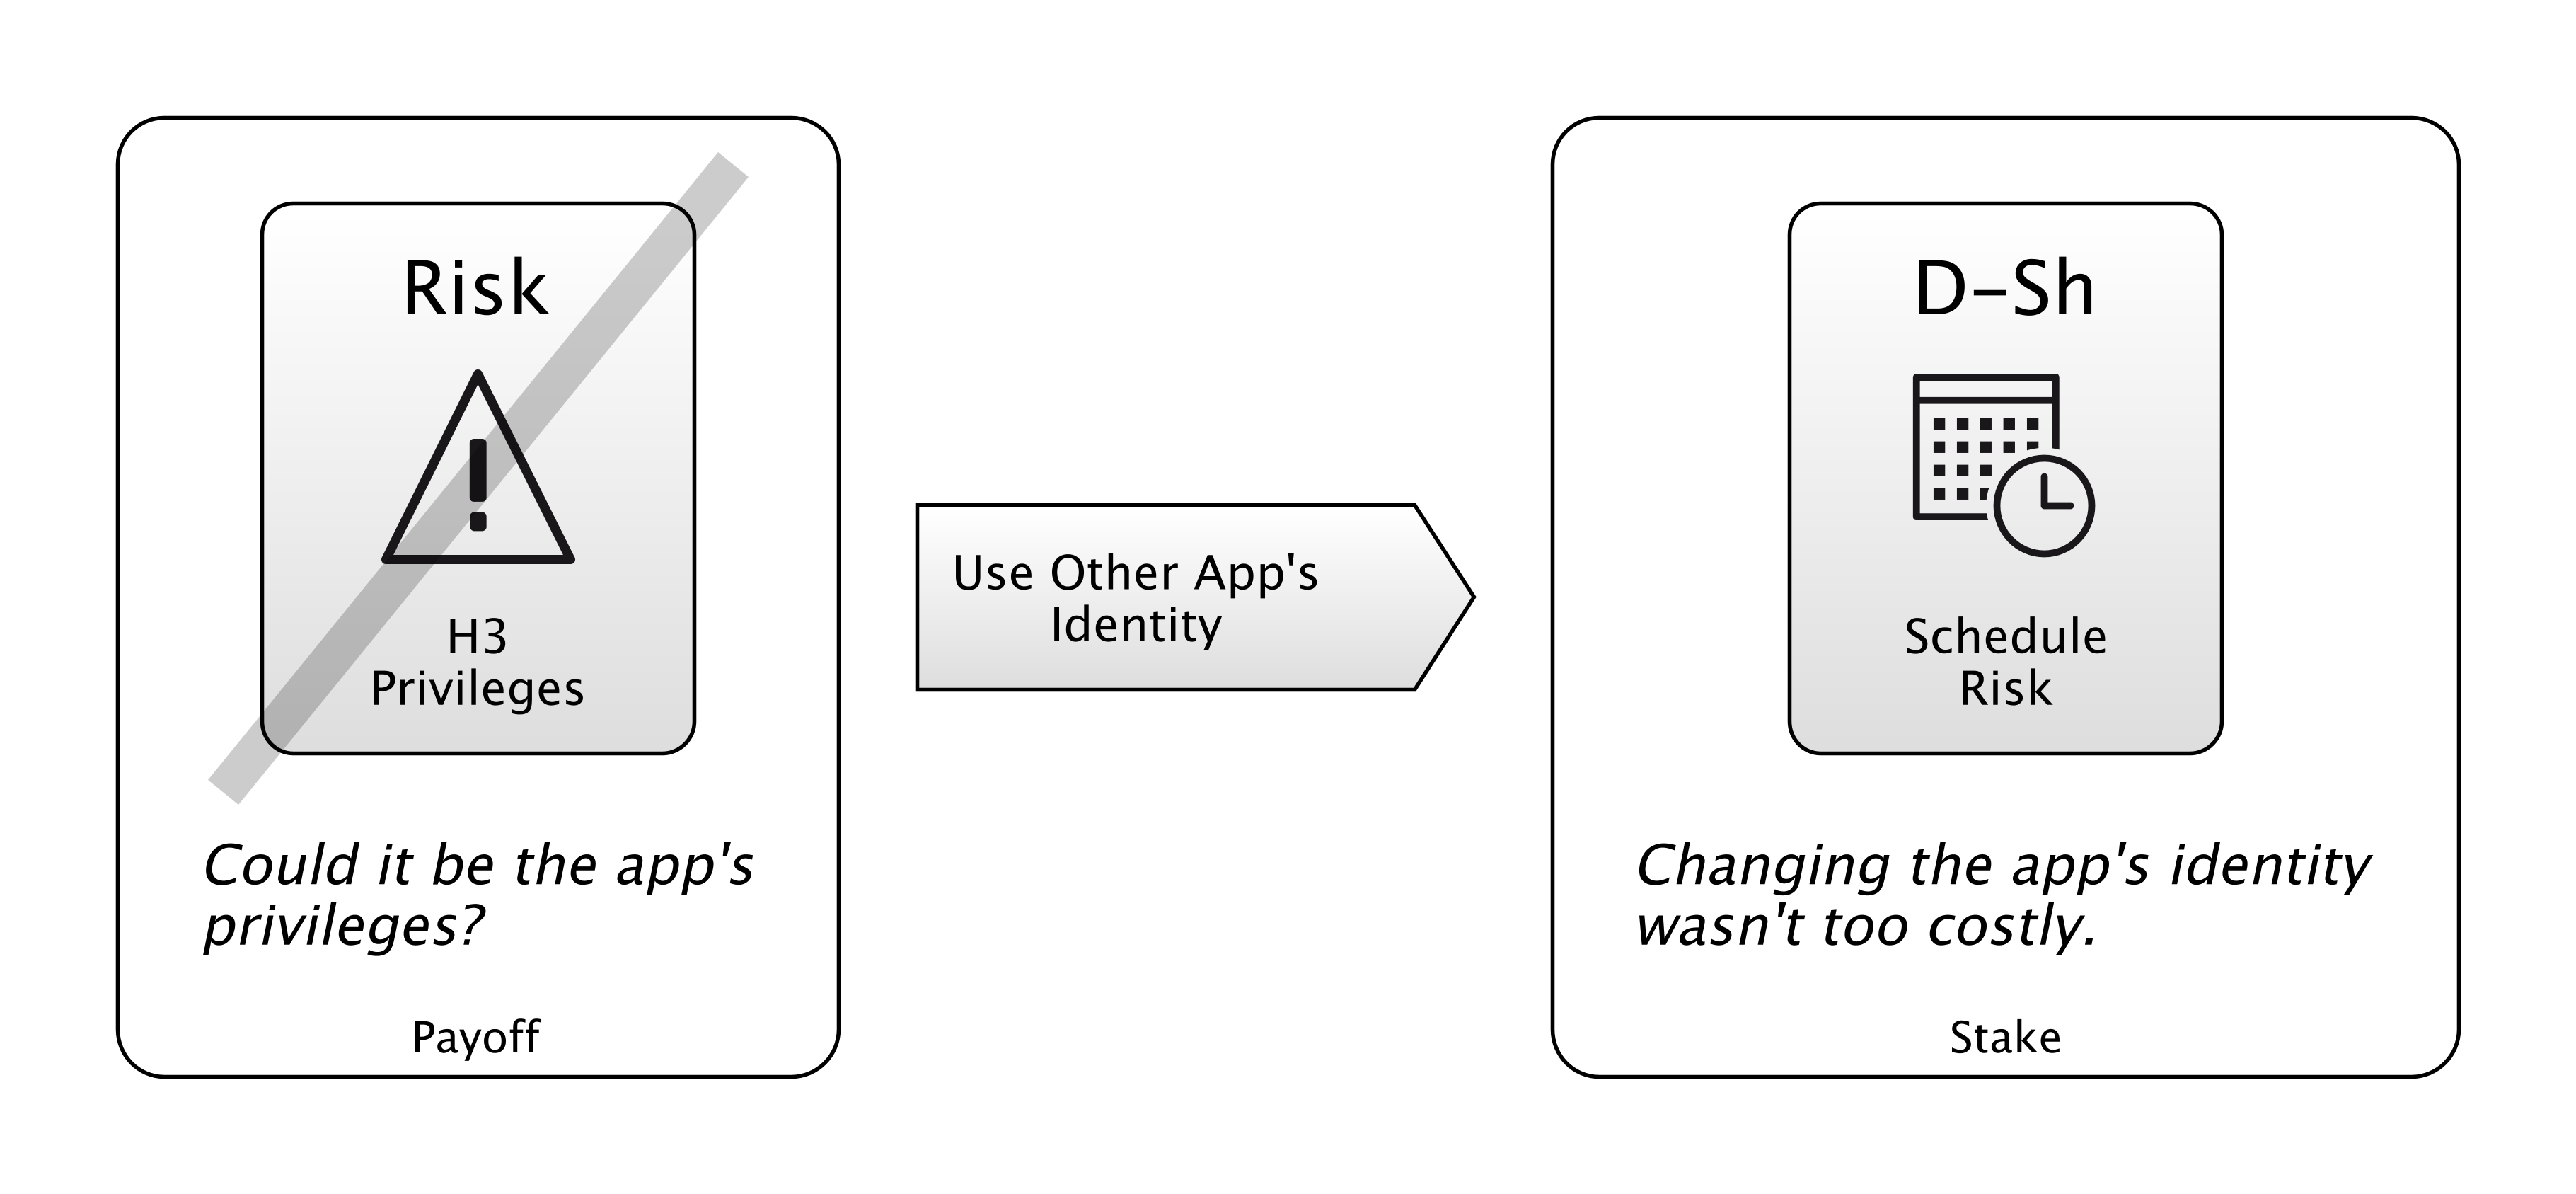 Risk
H3
Privileges
Could it be the app's
privileges?
Payoff
Use Other App's
Identity
D–Sh
Schedule
Risk
Changing the app's identity
wasn't too costly.
Stake